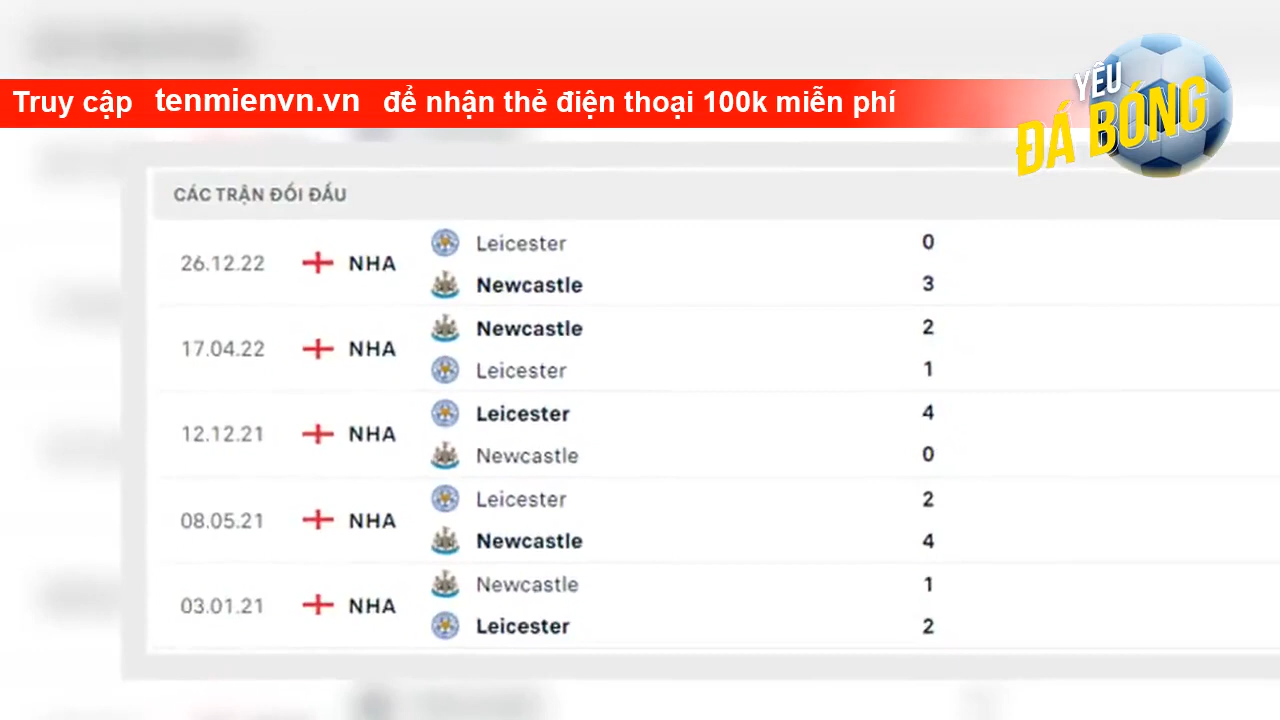 Truy cập tenmienvn.vn để nhận thẻ điện thoại 100k miễn phí
YÊU
ĐÁ BÓNG
CÁC TRẬN ĐỐI ĐẦU
Leicester 0
26.12.22 NHA
Newcastle 3
Newcastle 2
17.04.22 NHA
Leicester 1
Leicester 4
12.12.21 NHA
Newcastle 0
Leicester 2
08.05.21 NHA
Newcastle 4
Newcastle 1
03.01.21 NHA
Leicester 2